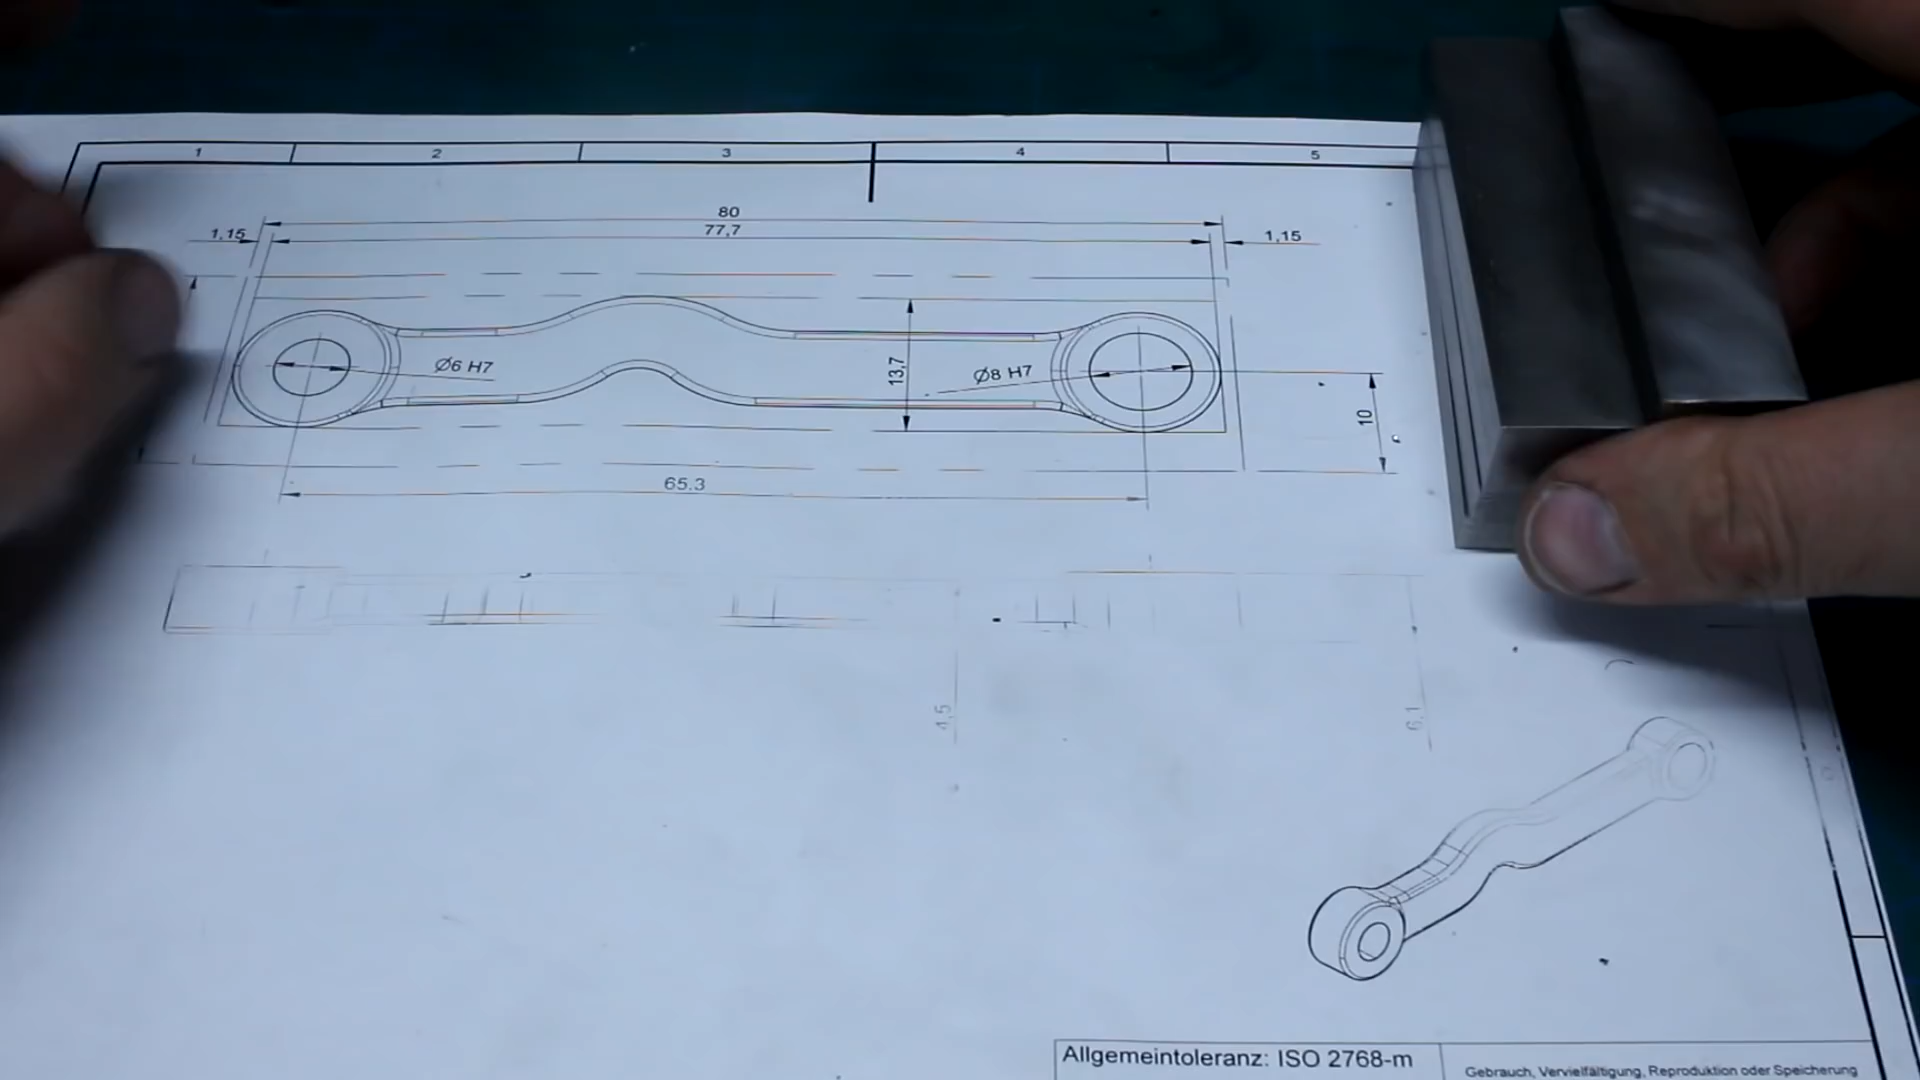 1 2 3 4 5
80
1,15 77,7 1,15
Ø6 H7 13,7 Ø8 H7
10
65.3
4,5 6,1
Allgemeintoleranz: ISO 2768-m
Gebrauch, Vervielfältigung, Reproduktion oder Speicherung